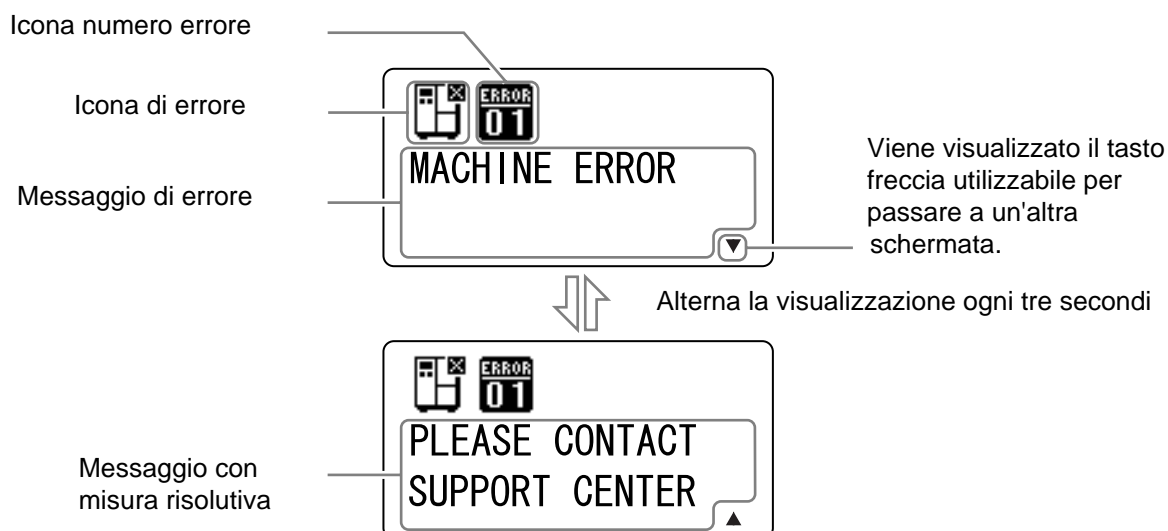 Icona numero errore
Icona di errore
Messaggio di errore
ERROR
01
MACHINE ERROR
▼
Viene visualizzato il tasto
freccia utilizzabile per
passare a un'altra
schermata.
Alterna la visualizzazione ogni tre secondi
ERROR
01
PLEASE CONTACT
SUPPORT CENTER
▲
Messaggio con
misura risolutiva